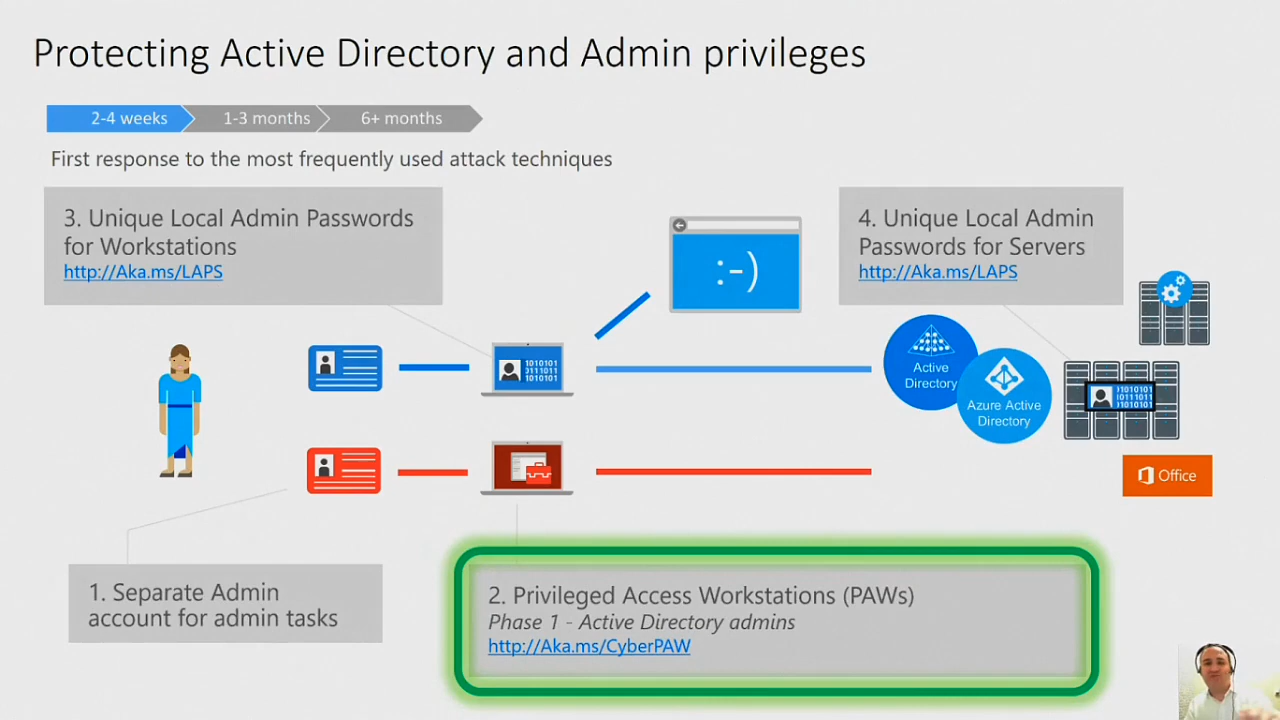 Protecting Active Directory and Admin privileges
2-4 weeks
1-3 months
6+ months
First response to the most frequently used attack techniques
3. Unique Local Admin Passwords
for Workstations
http://Aka.ms/LAPS
:-)
4. Unique Local Admin
Passwords for Servers
http://Aka.ms/LAPS
1010101
0111011
1010101
Active
Directory
Azure Active
Directory
1010101
0111011
1010101
Office
1. Separate Admin
account for admin tasks
2. Privileged Access Workstations (PAWs)
Phase 1 - Active Directory admins
http://Aka.ms/CyberPAW